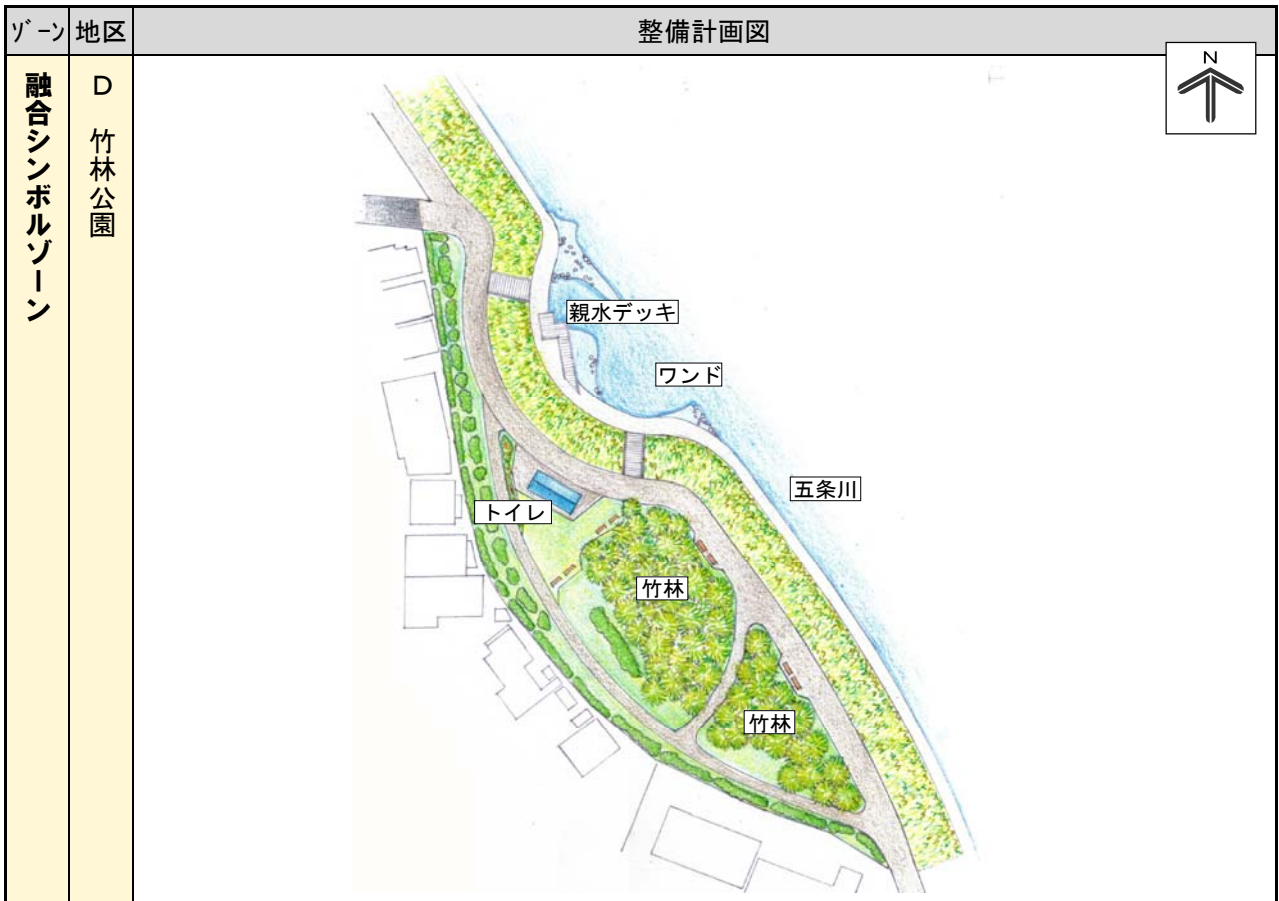 ゾーン
地区
整備計画図
N
融合シンボルゾーン
D 竹林公園
親水デッキ
ワンド
五条川
トイレ
竹林
竹林